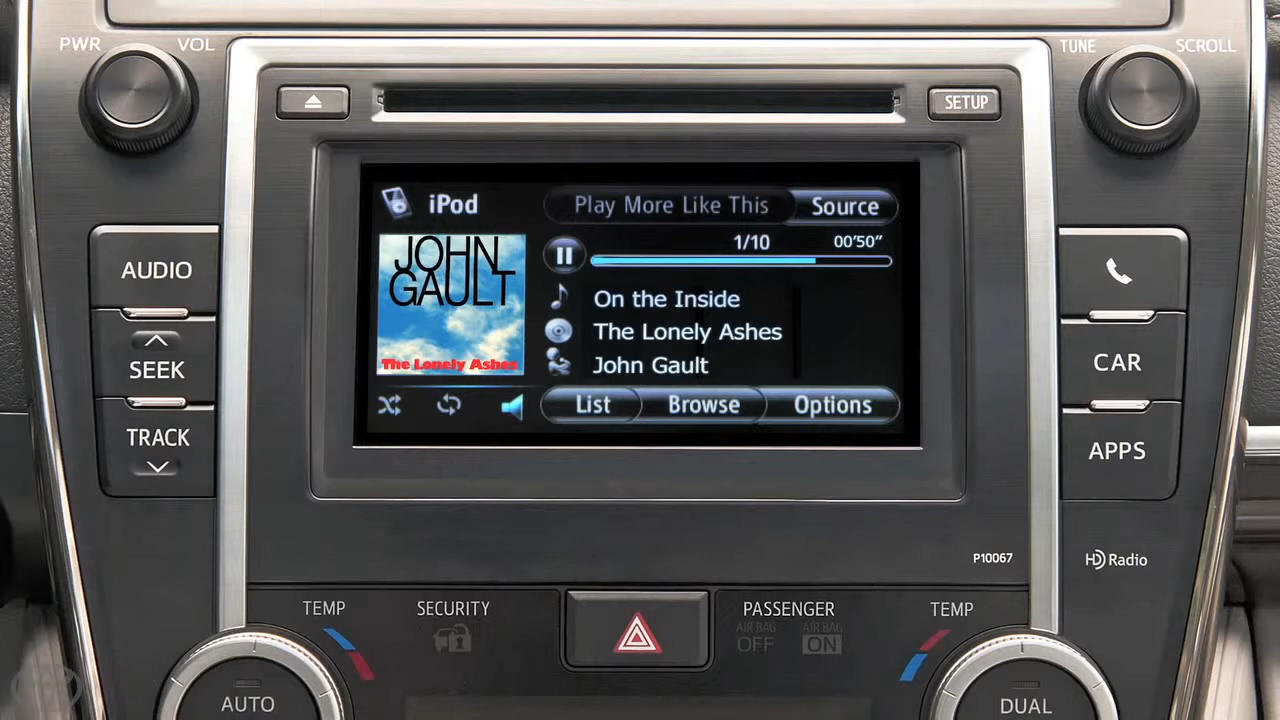 PWR
VOL
TUNE
SCROLL
SETUP
iPod
Play More Like This
Source
1/10
00'50"
JOHN
GAULT
The Lonely Ashes
On the Inside
The Lonely Ashes
John Gault
List
Browse
Options
AUDIO
SEEK
TRACK
CAR
APPS
P10067
HD Radio
TEMP
SECURITY
PASSENGER
AIR BAG
OFF
AIR BAG
ON
TEMP
AUTO
DUAL